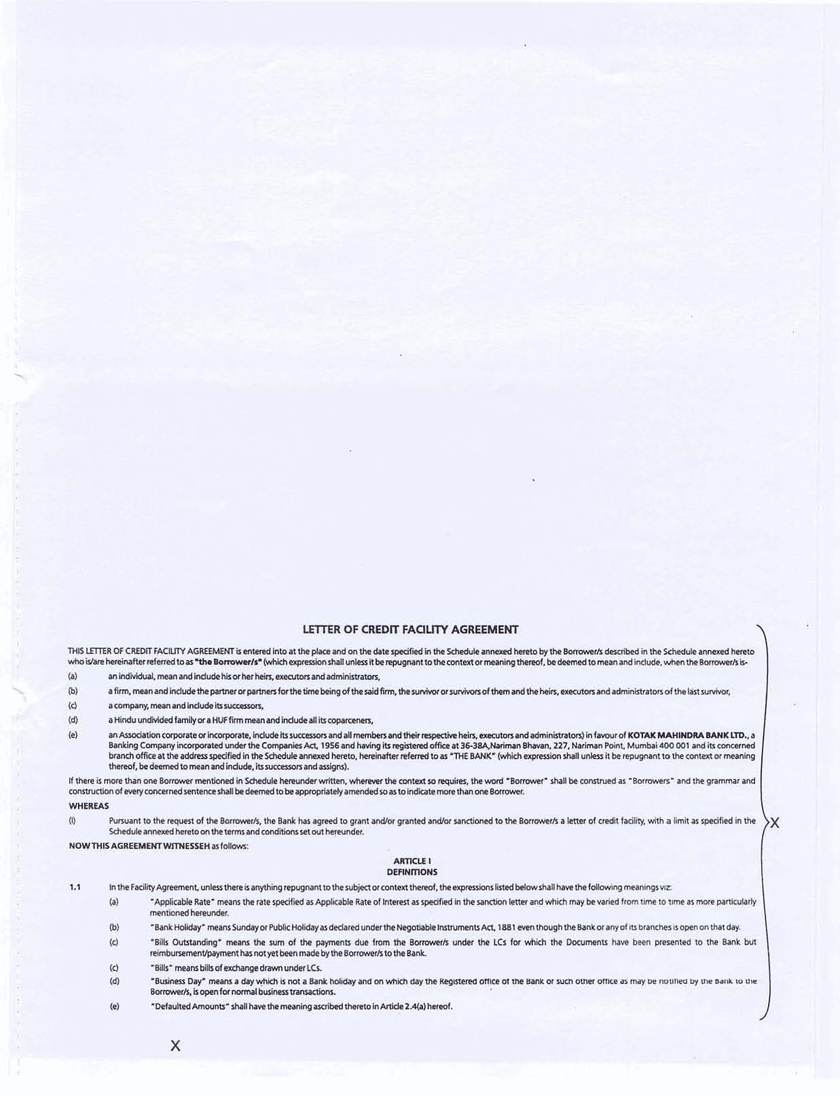 LETTER OF CREDIT FACILITY AGREEMENT
THIS LETTER OF CREDIT FACILITY AGREEMENT is entered into at the place and on the date specified in the Schedule annexed hereto by the Borrower/s described in the Schedule annexed hereto
who is/are hereinafter referred to as "the Borrower/s" (which expression shall unless it be repugnant to the context or meaning thereof, be deemed to mean and include, when the Borrower/s is-
(a) an individual, mean and include his or her heirs, executors and administrators,
(b) a firm, mean and include the partner or partners for the time being of the said firm, the survivor or survivors of them and the heirs, executors and administrators of the last survivor,
(c) a company, mean and include its successors,
(d) a Hindu undivided family or a HUF firm mean and include all its coparceners,
(e) an Association corporate or incorporate, include its successors and all members and their respective heirs, executors and administrators) in favour of KOTAK MAHINDRA BANK LTD., a
Banking Company incorporated under the Companies Act, 1956 and having its registered office at 36-38A,Nariman Bhavan, 227, Nariman Point, Mumbai 400 001 and its concerned
branch office at the address specified in the Schedule annexed hereto, hereinafter referred to as "THE BANK" (which expression shall unless it be repugnant to the context or meaning
thereof, be deemed to mean and include, its successors and assigns).
If there is more than one Borrower mentioned in Schedule hereunder written, wherever the context so requires, the word "Borrower" shall be construed as "Borrowers" and the grammar and
construction of every concerned sentence shall be deemed to be appropriately amended so as to indicate more than one Borrower.
WHEREAS
(i) Pursuant to the request of the Borrower/s, the Bank has agreed to grant and/or granted and/or sanctioned to the Borrower/s a letter of credit facility, with a limit as specified in the
X
Schedule annexed hereto on the terms and conditions set out hereunder.
NOW THIS AGREEMENT WITNESSEH as follows:
ARTICLE I
DEFINITIONS
1.1 In the Facility Agreement, unless there is anything repugnant to the subject or context thereof, the expressions listed below shall have the following meanings viz:
(a) "Applicable Rate" means the rate specified as Applicable Rate of Interest as specified in the sanction letter and which may be varied from time to time as more particularly
mentioned hereunder.
(b) "Bank Holiday" means Sunday or Public Holiday as declared under the Negotiable Instruments Act, 1881 even though the Bank or any of its branches is open on that day.
(c) "Bills Outstanding" means the sum of the payments due from the Borrower/s under the LCs for which the Documents have been presented to the Bank but
reimbursement/payment has not yet been made by the Borrower/s to the Bank.
(c) "Bills" means bills of exchange drawn under LCs.
(d) "Business Day" means a day which is not a Bank holiday and on which day the Registered office of the Bank or such other office as may be notified by the Bank to the
Borrower/s, is open for normal business transactions.
(e) "Defaulted Amounts" shall have the meaning ascribed thereto in Article 2.4(a) hereof.
X